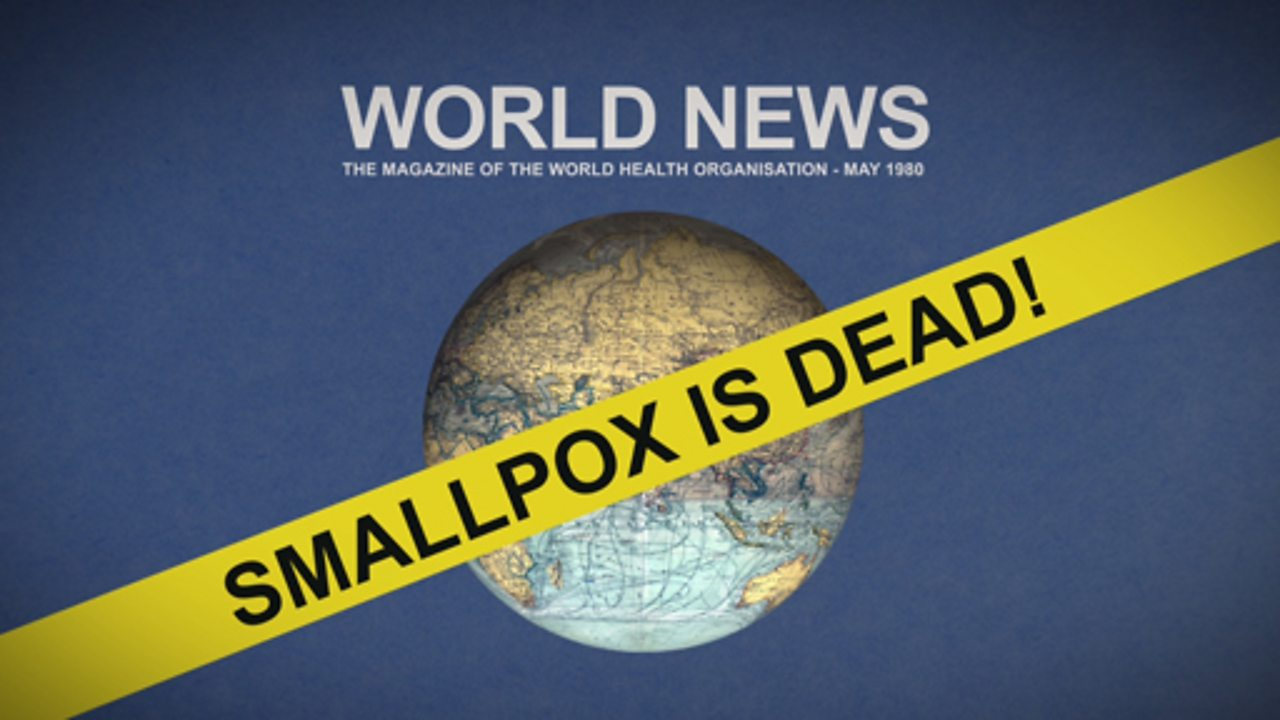 WORLD NEWS
THE MAGAZINE OF THE WORLD HEALTH ORGANISATION - MAY 1980
SMALLPOX IS DEAD!